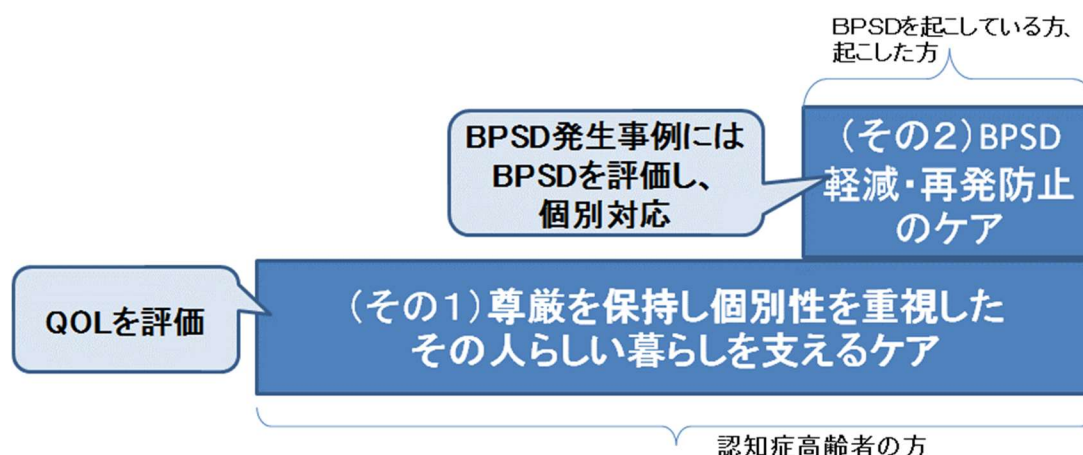 BPSDを起こしている方、
起こした方
BPSD発生事例には
BPSDを評価し、
個別対応
(その2)BPSD
軽減・再発防止
のケア
QOLを評価
(その1)尊厳を保持し個別性を重視した
その人らしい暮らしを支えるケア
認知症高齢者の方